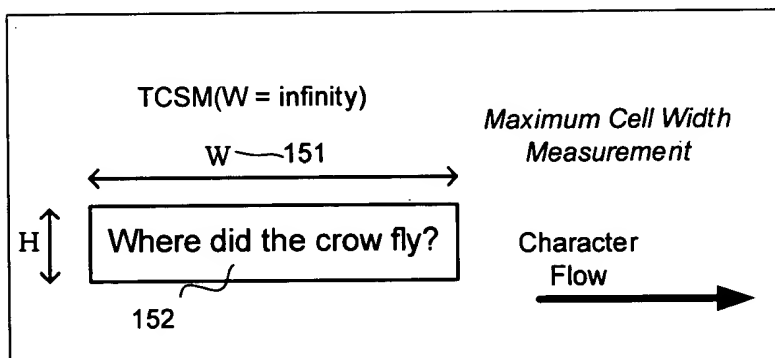 TCSM(W = infinity)
Maximum Cell Width
Measurement
W 151
H
Where did the crow fly?
Character
Flow
152